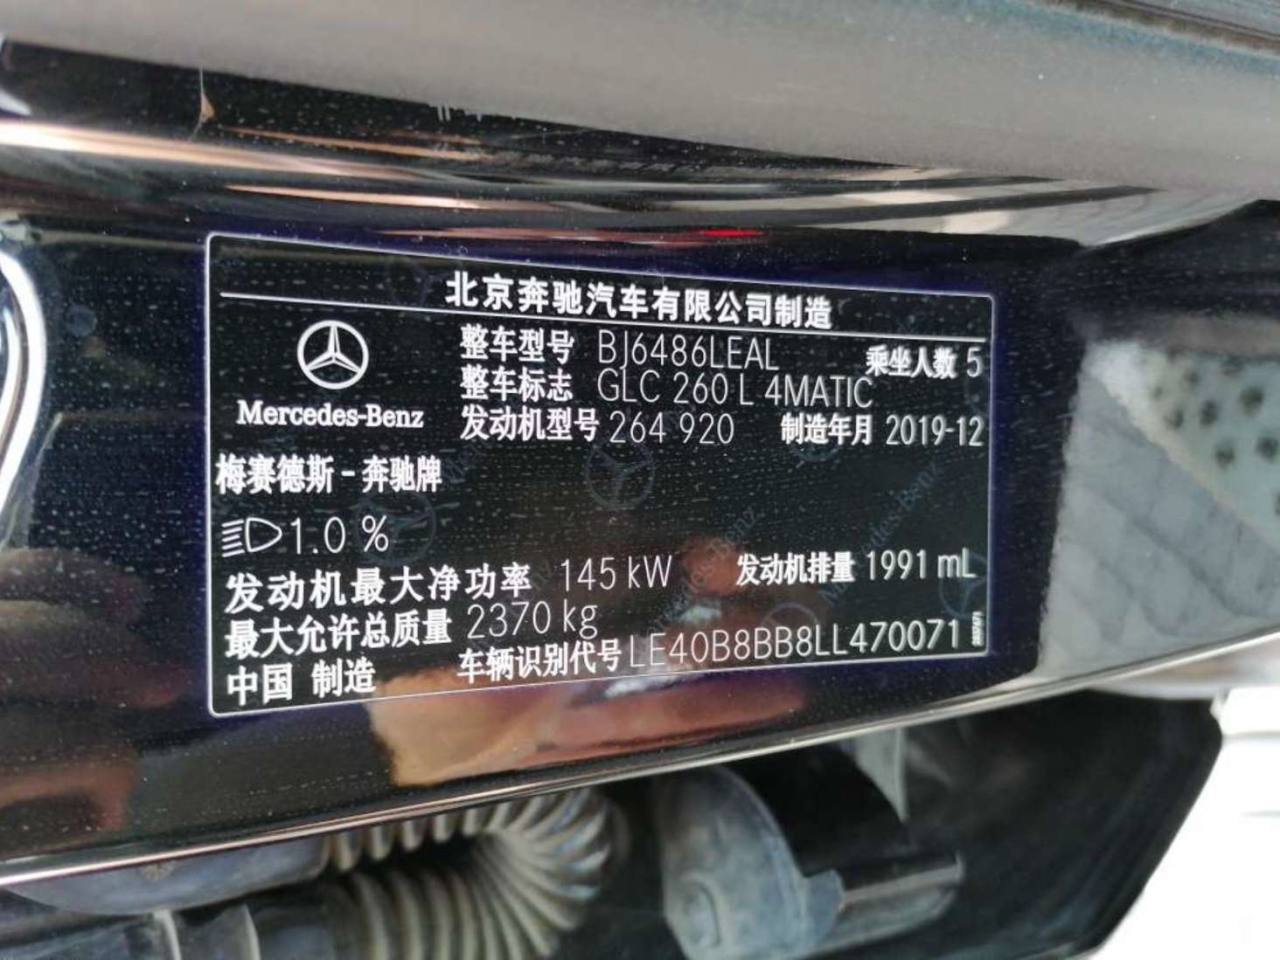 北京奔驰汽车有限公司制造
整车型号 BJ6486LEAL 乘坐人数 5
整车标志 GLC 260 L 4MATIC
Mercedes-Benz
发动机型号 264 920 制造年月 2019-12
梅赛德斯-奔驰牌
1.0 %
发动机最大净功率 145 kW 发动机排量 1991 mL
最大允许总质量 2370 kg
中国 制造 车辆识别代号 LE40B8BB8LL470071